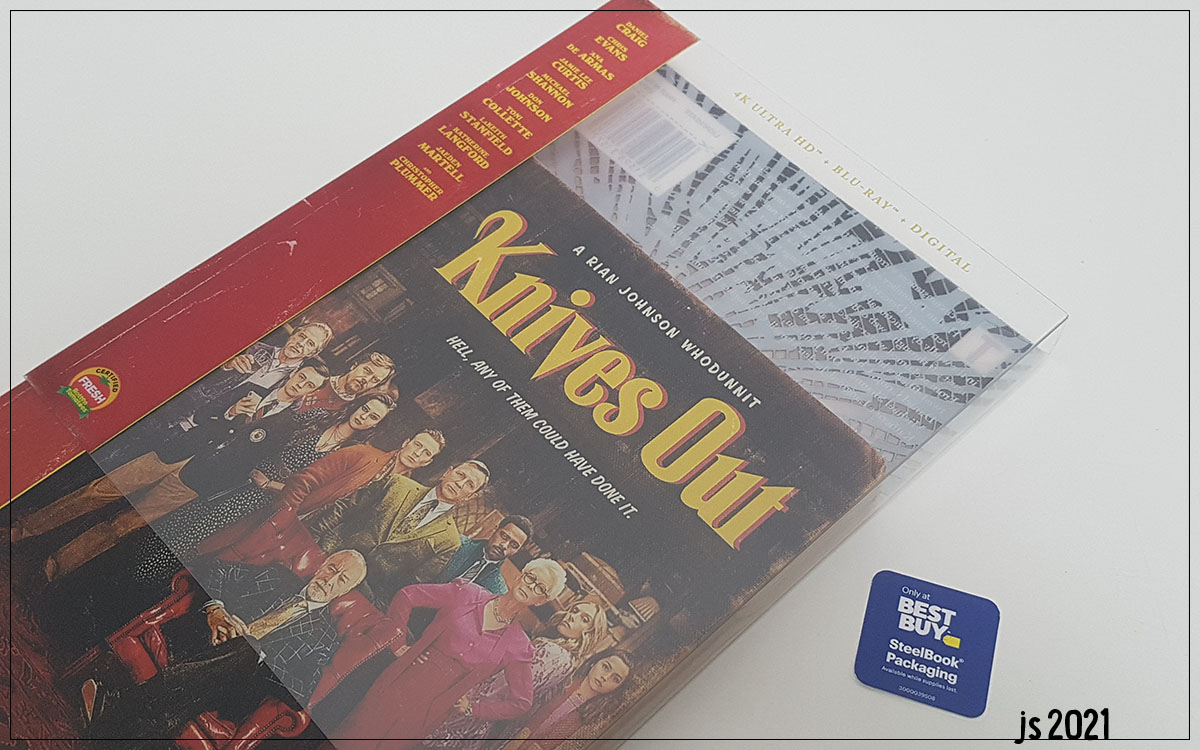 DANIEL
CRAIG
CHRIS
EVANS
ANA
DE ARMAS
JAMIE LEE
CURTIS
MICHAEL
SHANNON
DON
JOHNSON
TONI
COLLETTE
LAKEITH
STANFIELD
KATHERINE
LANGFORD
JAEDEN
MARTELL
AND
CHRISTOPHER
PLUMMER
4K ULTRA HD™ + BLU-RAY™ + DIGITAL
A RIAN JOHNSON WHODUNNIT
Knives Out
HELL, ANY OF THEM COULD HAVE DONE IT.
CERTIFIED
FRESH
Only at
BEST
BUY
SteelBook®
Packaging
Available while supplies last.
js 2021